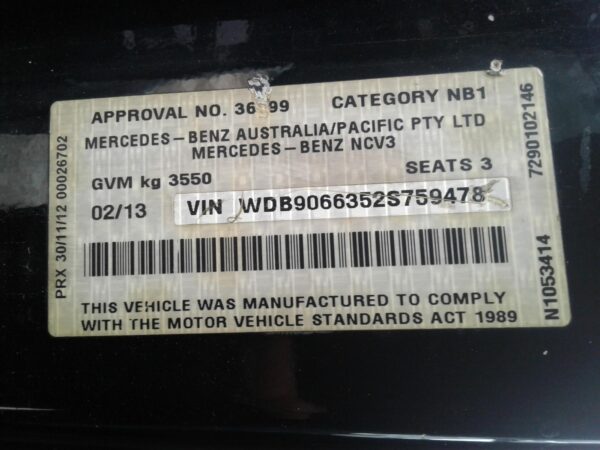 APPROVAL NO. 36 99 CATEGORY NB1
MERCEDES-BENZ AUSTRALIA/PACIFIC PTY LTD
MERCEDES-BENZ NCV3
GVM kg 3550 SEATS 3
02/13 VIN WDB9066352S759478
THIS VEHICLE WAS MANUFACTURED TO COMPLY
WITH THE MOTOR VEHICLE STANDARDS ACT 1989
PRX 30/11/12 00026702
7290102146
N1053414